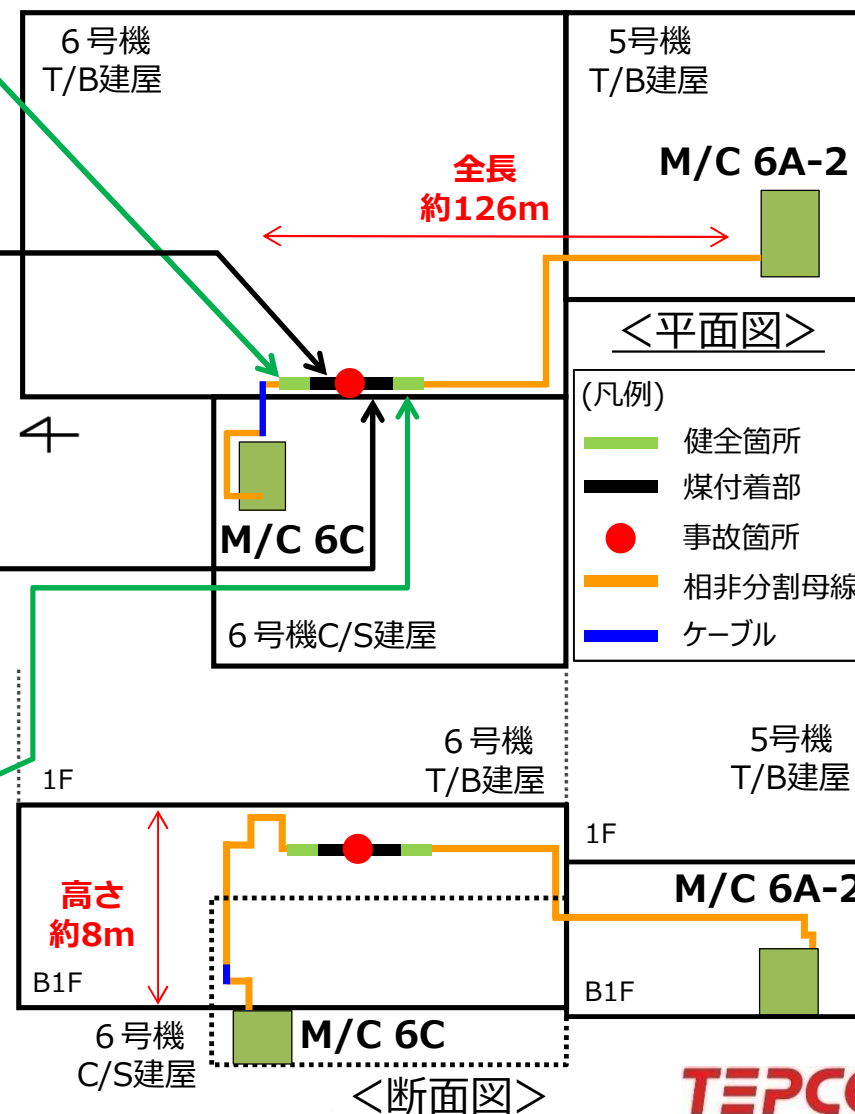 6号機
T/B建屋
5号機
T/B建屋
M/C 6A-2
全長
約126m
<平面図>
(凡例)
健全箇所
煤付着部
事故箇所
相非分割母線
ケーブル
M/C 6C
6号機C/S建屋
6号機
T/B建屋
5号機
T/B建屋
1F
1F
高さ
約8m
M/C 6A-2
B1F
B1F
6号機
C/S建屋
M/C 6C
<断面図>
TEPCO